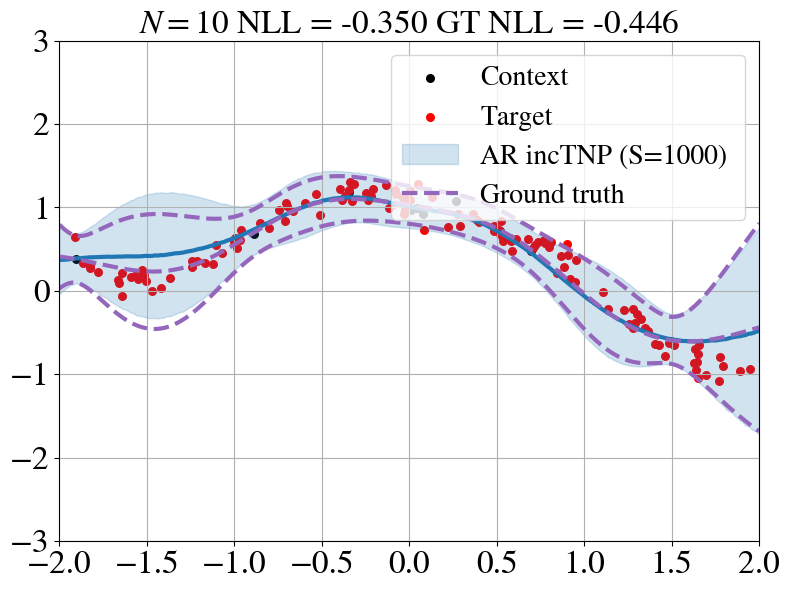 N = 10 NLL = -0.350 GT NLL = -0.446
3
2
1
0
−1
−2
−3
Context
Target
AR incTNP (S=1000)
Ground truth
−2.0 −1.5 −1.0 −0.5 0.0 0.5 1.0 1.5 2.0